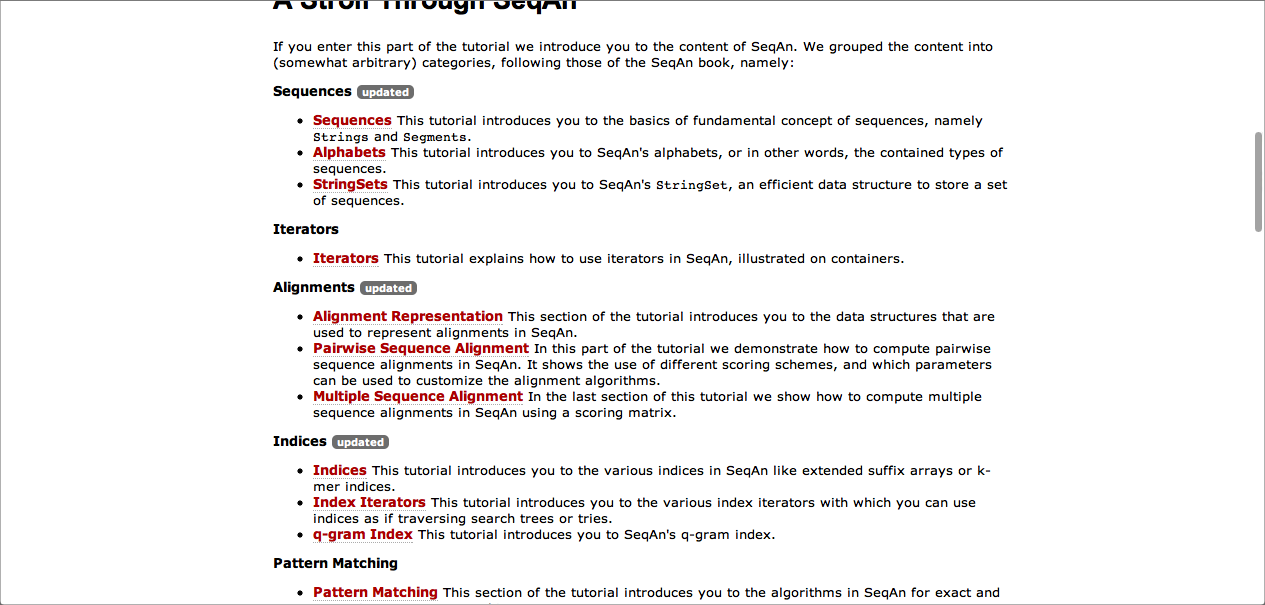 A Stroll Through SeqAn
If you enter this part of the tutorial we introduce you to the content of SeqAn. We grouped the content into
(somewhat arbitrary) categories, following those of the SeqAn book, namely:
Sequences updated
• Sequences This tutorial introduces you to the basics of fundamental concept of sequences, namely
Strings and Segments.
• Alphabets This tutorial introduces you to SeqAn's alphabets, or in other words, the contained types of
sequences.
• StringSets This tutorial introduces you to SeqAn's StringSet, an efficient data structure to store a set
of sequences.
Iterators
• Iterators This tutorial explains how to use iterators in SeqAn, illustrated on containers.
Alignments updated
• Alignment Representation This section of the tutorial introduces you to the data structures that are
used to represent alignments in SeqAn.
• Pairwise Sequence Alignment In this part of the tutorial we demonstrate how to compute pairwise
sequence alignments in SeqAn. It shows the use of different scoring schemes, and which parameters
can be used to customize the alignment algorithms.
• Multiple Sequence Alignment In the last section of this tutorial we show how to compute multiple
sequence alignments in SeqAn using a scoring matrix.
Indices updated
• Indices This tutorial introduces you to the various indices in SeqAn like extended suffix arrays or k-
mer indices.
• Index Iterators This tutorial introduces you to the various index iterators with which you can use
indices as if traversing search trees or tries.
• q-gram Index This tutorial introduces you to SeqAn's q-gram index.
Pattern Matching
• Pattern Matching This section of the tutorial introduces you to the algorithms in SeqAn for exact and